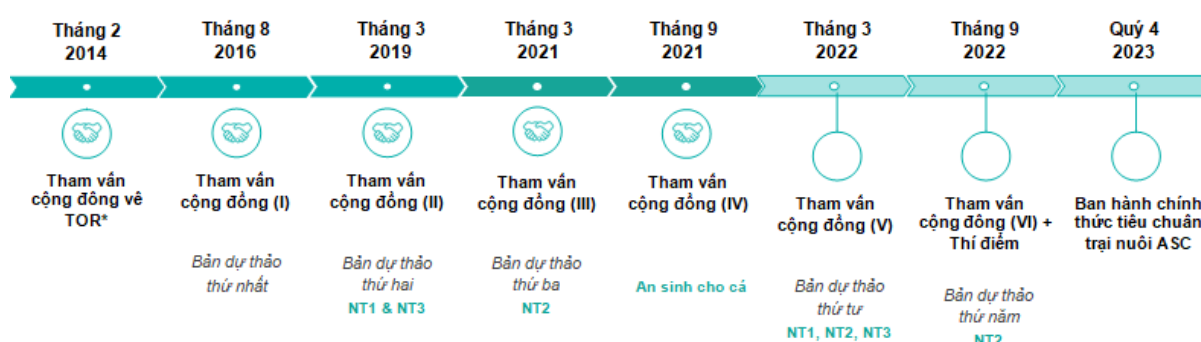 Tháng 2
2014
Tháng 8
2016
Tháng 3
2019
Tháng 3
2021
Tháng 9
2021
Tháng 3
2022
Tháng 9
2022
Quý 4
2023
Tham vấn
cộng đông vê
TOR*
Tham vấn
cộng đồng (I)
Bản dự thảo
thứ nhất
Tham vấn
cộng đồng (II)
Bản dự thảo
thứ hai
NT1 & NT3
Tham vấn
cộng đồng (III)
Bản dự thảo
thứ ba
NT2
Tham vấn
cộng đồng (IV)
An sinh cho cá
Tham vấn
cộng đồng (V)
Bản dự thảo
thứ tư
NT1, NT2, NT3
Tham vấn
cộng đông (VI) +
Thí điểm
Bản dự thảo
thứ năm
NT2
Ban hành chính
thức tiêu chuẩn
trại nuôi ASC